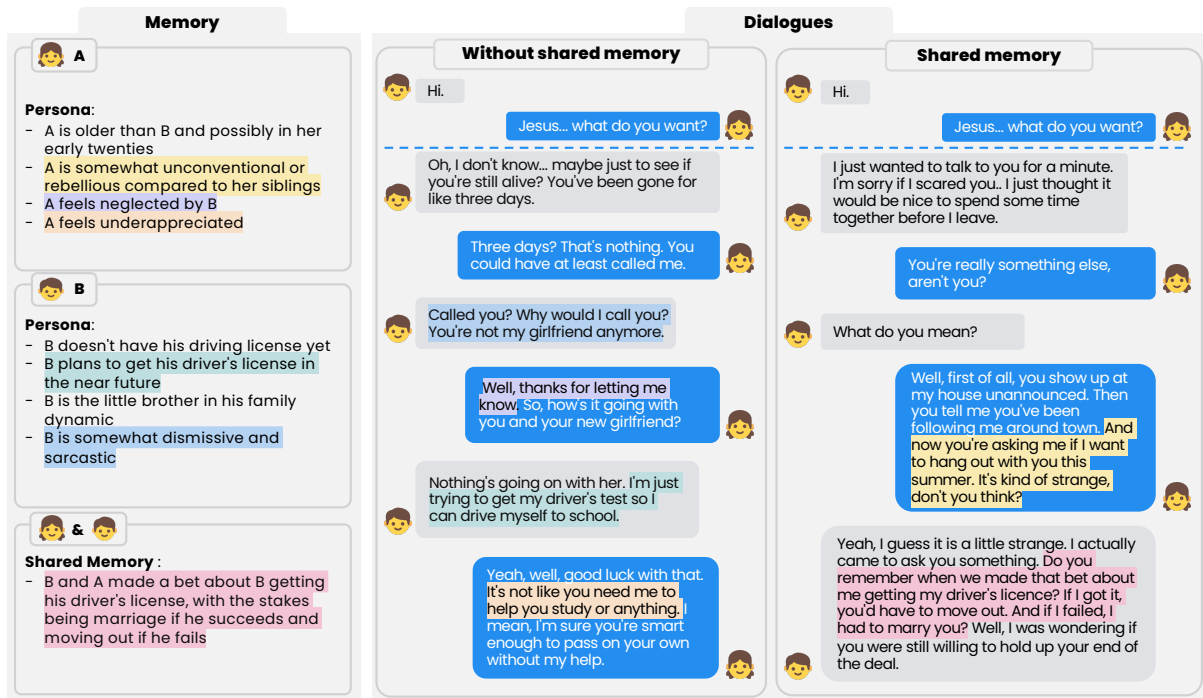 Memory
A
Persona:
- A is older than B and possibly in her
early twenties
- A is somewhat unconventional or
rebellious compared to her siblings
- A feels neglected by B
- A feels underappreciated
B
Persona:
- B doesn't have his driving license yet
- B plans to get his driver's license in
the near future
- B is the little brother in his family
dynamic
- B is somewhat dismissive and
sarcastic
&
Shared Memory :
- B and A made a bet about B getting
his driver's license, with the stakes
being marriage if he succeeds and
moving out if he fails
Dialogues
Without shared memory
Hi.
Jesus... what do you want?
Oh, I don't know... maybe just to see if
you're still alive? You've been gone for
like three days.
Three days? That's nothing. You
could have at least called me.
Called you? Why would I call you?
You're not my girlfriend anymore.
Well, thanks for letting me
know. So, how's it going with
you and your new girlfriend?
Nothing's going on with her. I'm just
trying to get my driver's test so I
can drive myself to school.
Yeah, well, good luck with that.
It's not like you need me to
help you study or anything. I
mean, I'm sure you're smart
enough to pass on your own
without my help.
Shared memory
Hi.
Jesus... what do you want?
I just wanted to talk to you for a minute.
I'm sorry if I scared you.. I just thought it
would be nice to spend some time
together before I leave.
You're really something else,
aren't you?
What do you mean?
Well, first of all, you show up at
my house unannounced. Then
you tell me you've been
following me around town. And
now you're asking me if I want
to hang out with you this
summer. It's kind of strange,
don't you think?
Yeah, I guess it is a little strange. I actually
came to ask you something. Do you
remember when we made that bet about
me getting my driver's licence? If I got it,
you'd have to move out. And if I failed, I
had to marry you? Well, I was wondering if
you were still willing to hold up your end of
the deal.